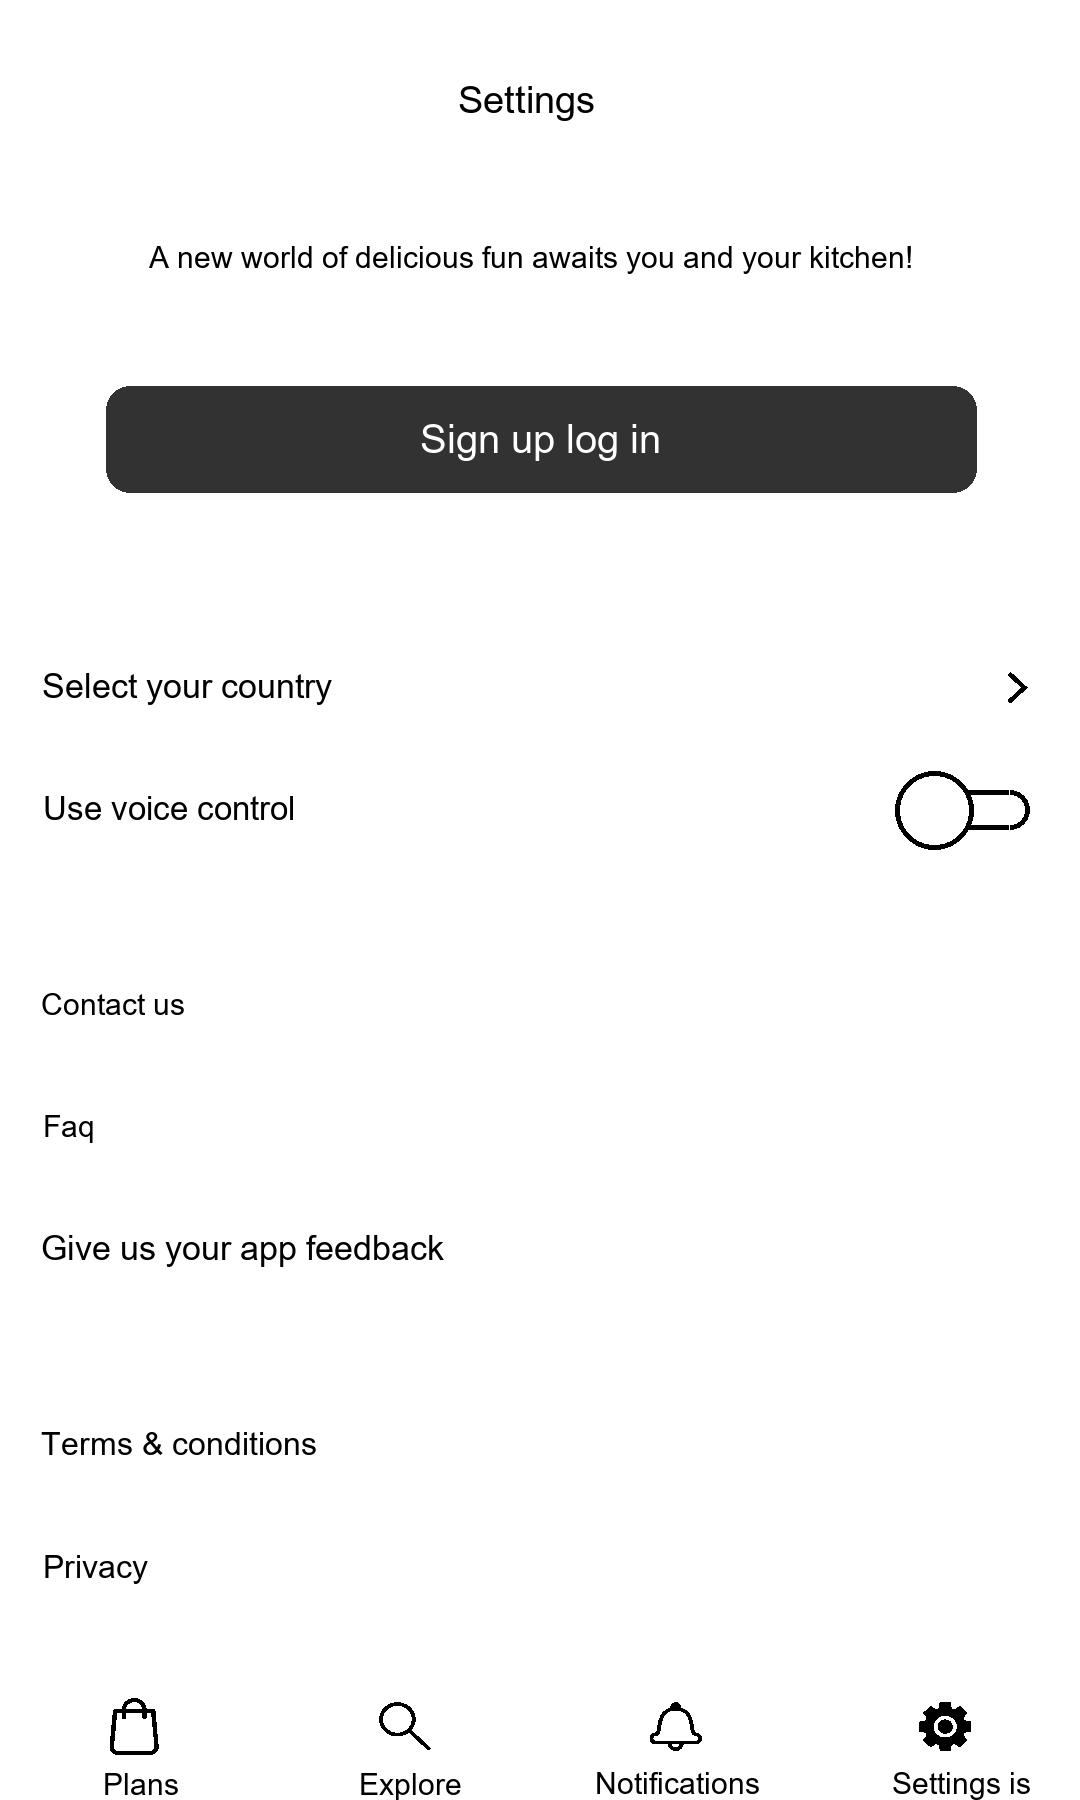 Settings
A new world of delicious fun awaits you and your kitchen!
Sign up log in
Select your country
Use voice control
Contact us
Faq
Give us your app feedback
Terms & conditions
Privacy
Plans
Explore
Notifications
Settings is